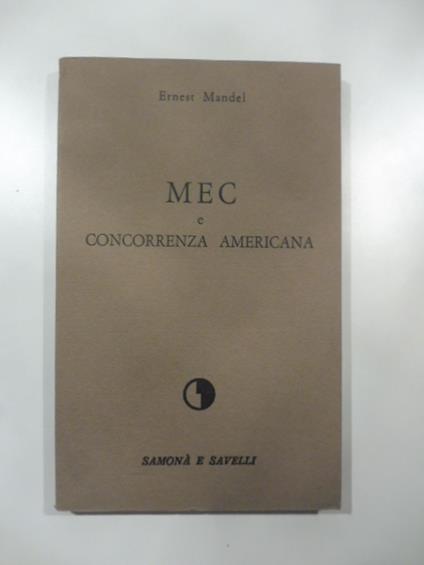 Ernest Mandel
MEC
e
CONCORRENZA AMERICANA
SAMONÀ E SAVELLI